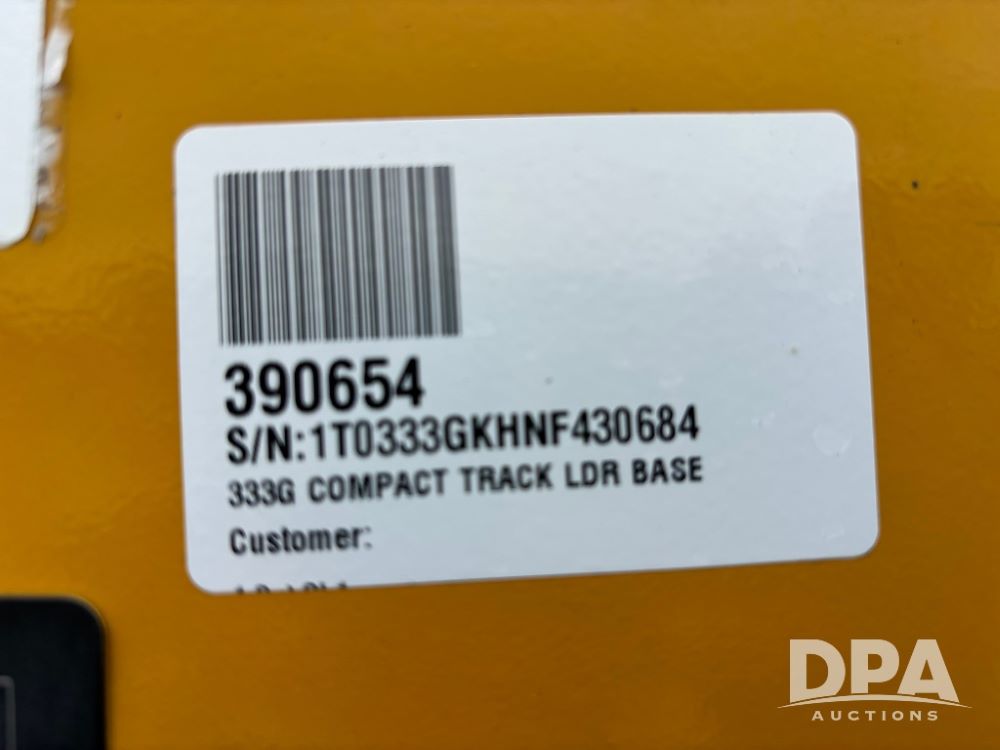 390654
S/N:1T0333GKHNF430684
333G COMPACT TRACK LDR BASE
Customer:
DPA
AUCTIONS